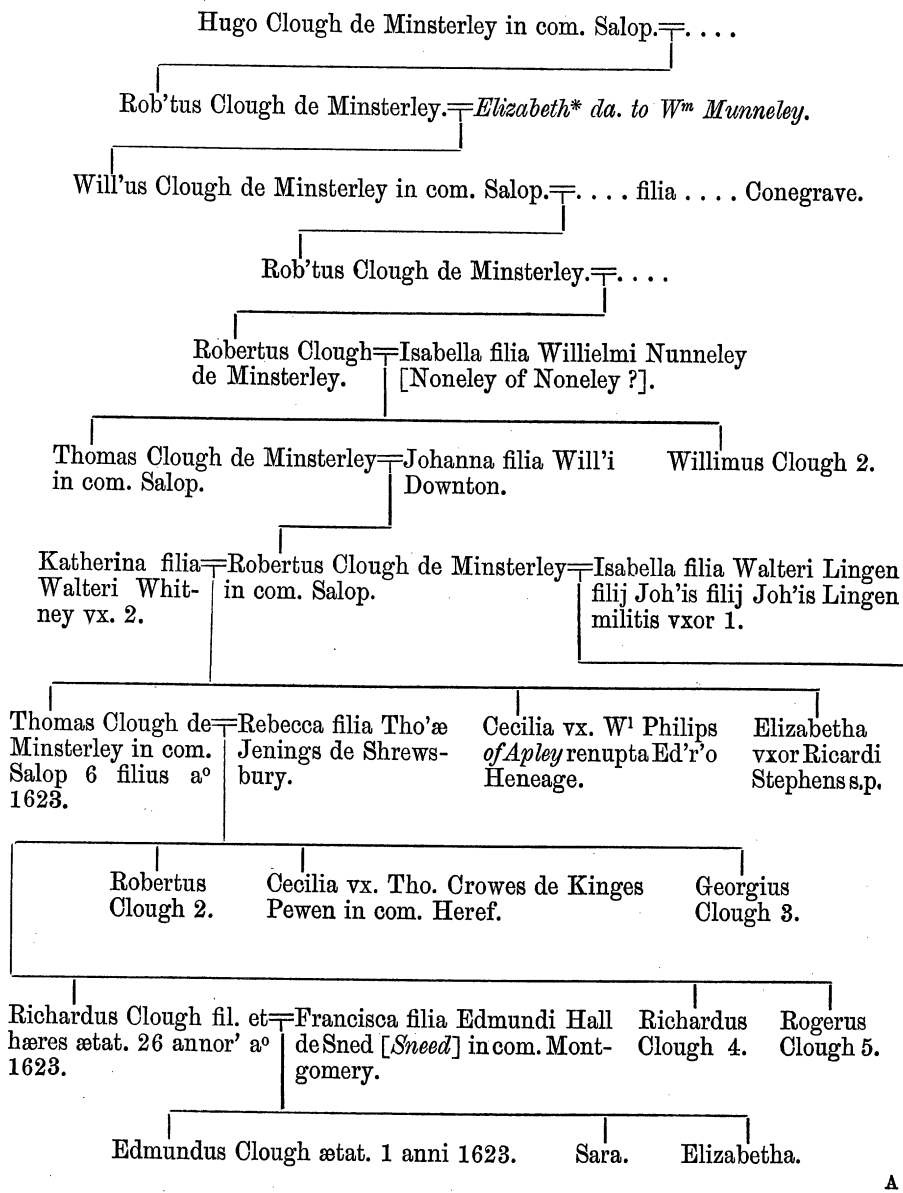 Hugo Clough de Minsterley in com. Salop.=. . . .
Rob'tus Clough de Minsterley.=Elizabeth* da. to Wᵐ Munneley.
Will'us Clough de Minsterley in com. Salop.=. . . . filia . . . . Conegrave.
Rob'tus Clough de Minsterley.=. . . .
Robertus Clough=Isabella filia Willielmi Nunneley
de Minsterley. [Noneley of Noneley ?].
Thomas Clough de Minsterley=Johanna filia Will'i
in com. Salop. Downton.
Willimus Clough 2.
Katherina filia=Robertus Clough de Minsterley=Isabella filia Walteri Lingen
Walteri Whit- in com. Salop. filij Joh'is filij Joh'is Lingen
ney vx. 2. militis vxor 1.
Thomas Clough de=Rebecca filia Tho'æ
Minsterley in com. Jenings de Shrews-
Salop 6 filius aº bury.
1623.
Cecilia vx. Wˡ Philips
of Apley renupta Ed'r'o
Heneage.
Elizabetha
vxor Ricardi
Stephens s.p.
Robertus
Clough 2.
Cecilia vx. Tho. Crowes de Kinges
Pewen in com. Heref.
Georgius
Clough 3.
Richardus Clough fil. et=Francisca filia Edmundi Hall
hæres ætat. 26 annor' aº de Sned [Sneed] in com. Mont-
1623. gomery.
Richardus
Clough 4.
Rogerus
Clough 5.
Edmundus Clough ætat. 1 anni 1623. Sara. Elizabetha.
A